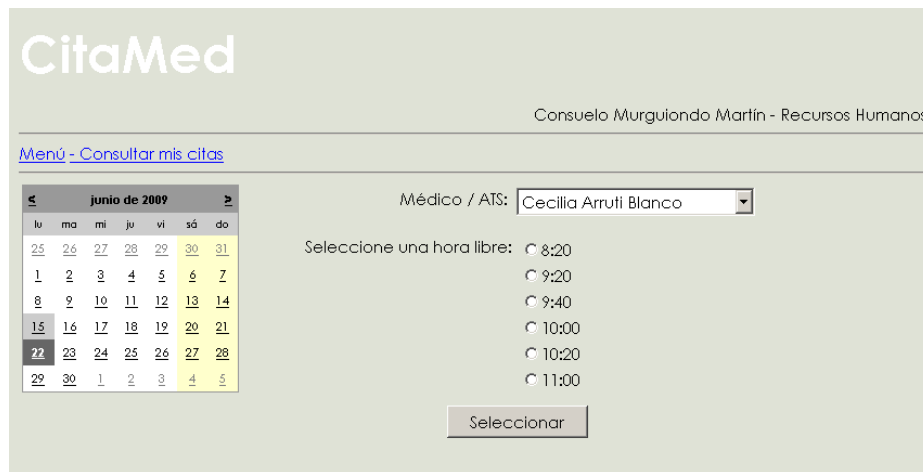 CitaMed
Consuelo Murguiondo Martín - Recursos Humanos
Menú - Consultar mis citas
< junio de 2009 >
lu ma mi ju vi sá do
25 26 27 28 29 30 31
1 2 3 4 5 6 7
8 9 10 11 12 13 14
15 16 17 18 19 20 21
22 23 24 25 26 27 28
29 30 1 2 3 4 5
Médico / ATS: Cecilia Arruti Blanco
Seleccione una hora libre: 8:20
9:20
9:40
10:00
10:20
11:00
Seleccionar